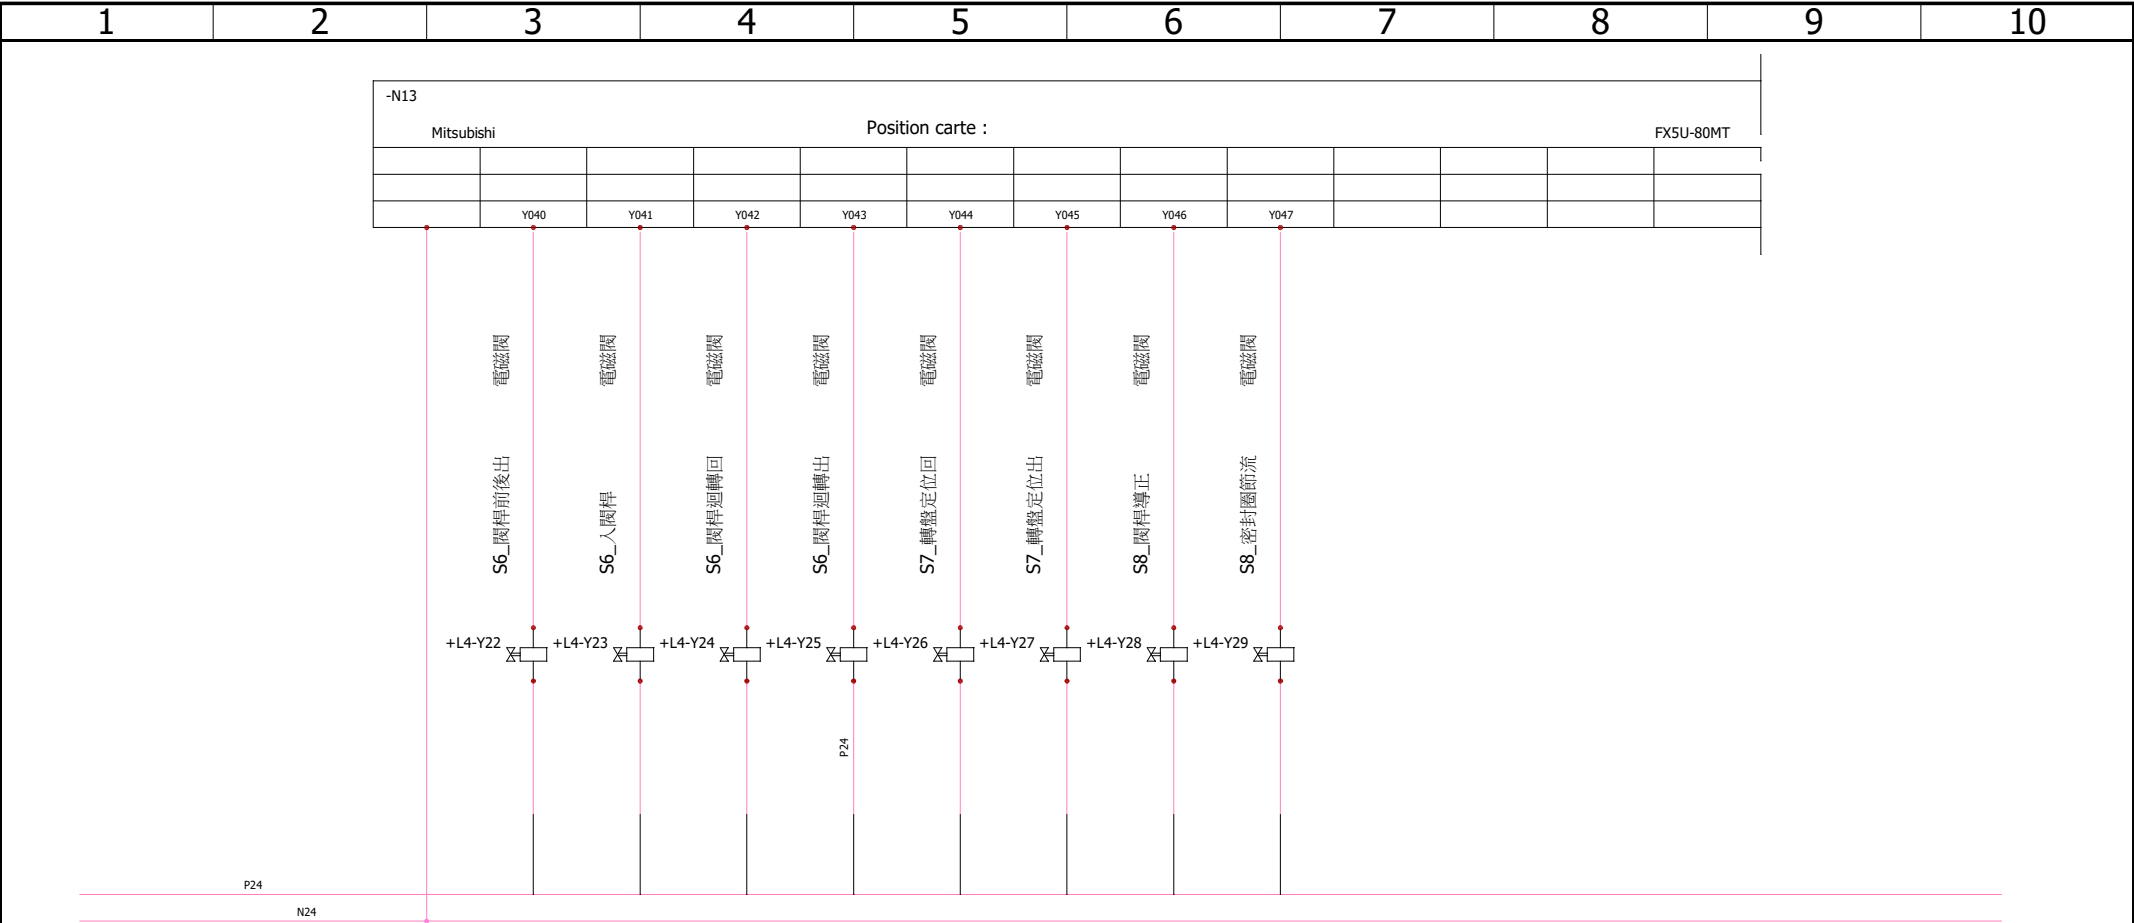 1 2 3 4 5 6 7 8 9 10
-N13
Mitsubishi
Position carte :
FX5U-80MT
Y040 Y041 Y042 Y043 Y044 Y045 Y046 Y047
S6_閥桿前後出 電磁閥
S6_入閥桿 電磁閥
S6_閥桿迴轉回 電磁閥
S6_閥桿迴轉出 電磁閥
S7_轉盤定位回 電磁閥
S7_轉盤定位出 電磁閥
S8_閥桿導正 電磁閥
S8_密封圈節流 電磁閥
+L4-Y22 +L4-Y23 +L4-Y24 +L4-Y25 +L4-Y26 +L4-Y27 +L4-Y28 +L4-Y29
P24
P24
N24